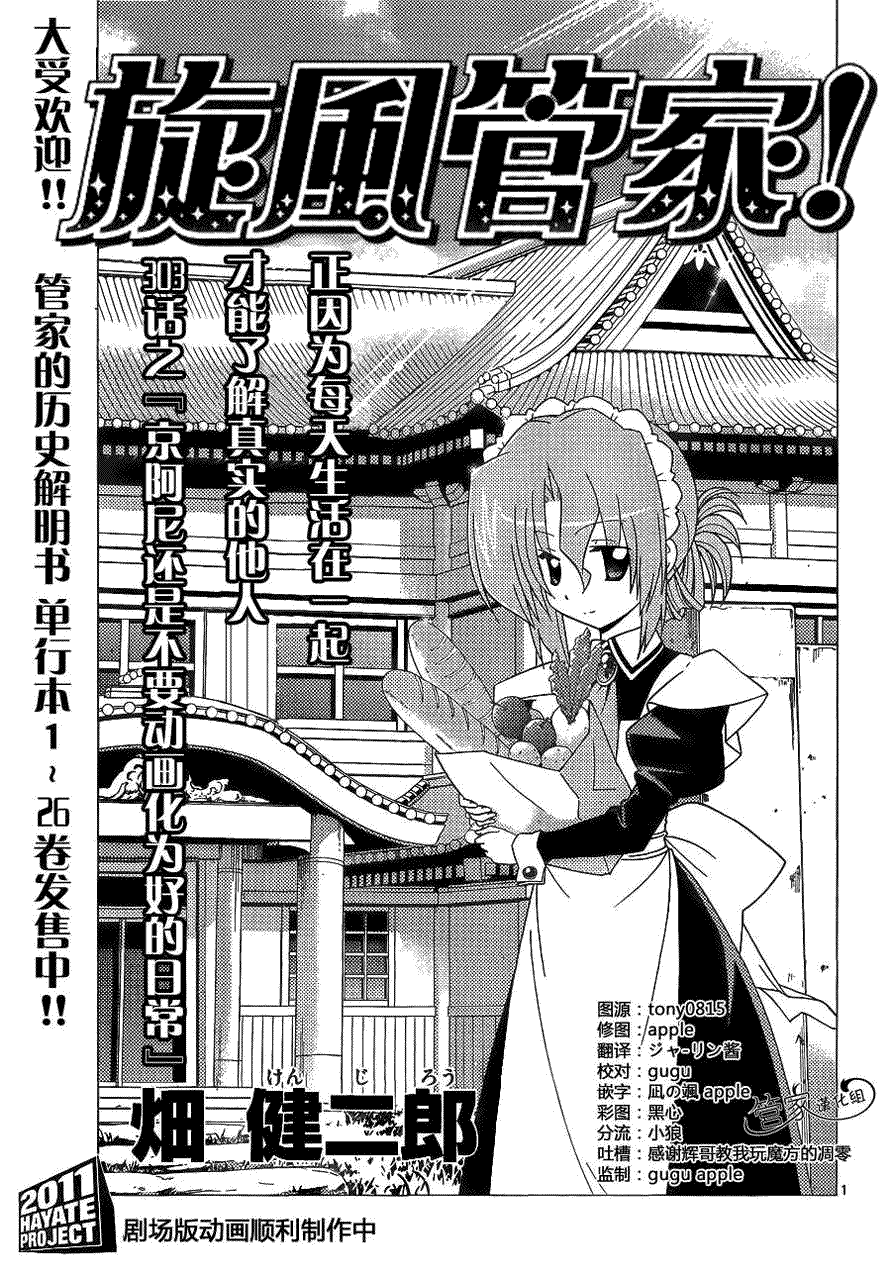 大受欢迎!!
管家的历史解明书 单行本1~26卷发售中!!
旋風管家!
正因为每天生活在一起
才能了解真实的他人
303话之『京阿尼还是不要动画化为好的日常』
けん じ ろう
畑 健二郎
图源：tony0815
修图：apple
翻译：ジャーリン酱
校对：gugu
嵌字：凪の颯 apple
彩图：黑心
分流：小狼
吐槽：感谢辉哥教我玩魔方的凋零
监制：gugu apple
管家漢化组
1
2011
HAYATE
PROJECT
剧场版动画顺利制作中